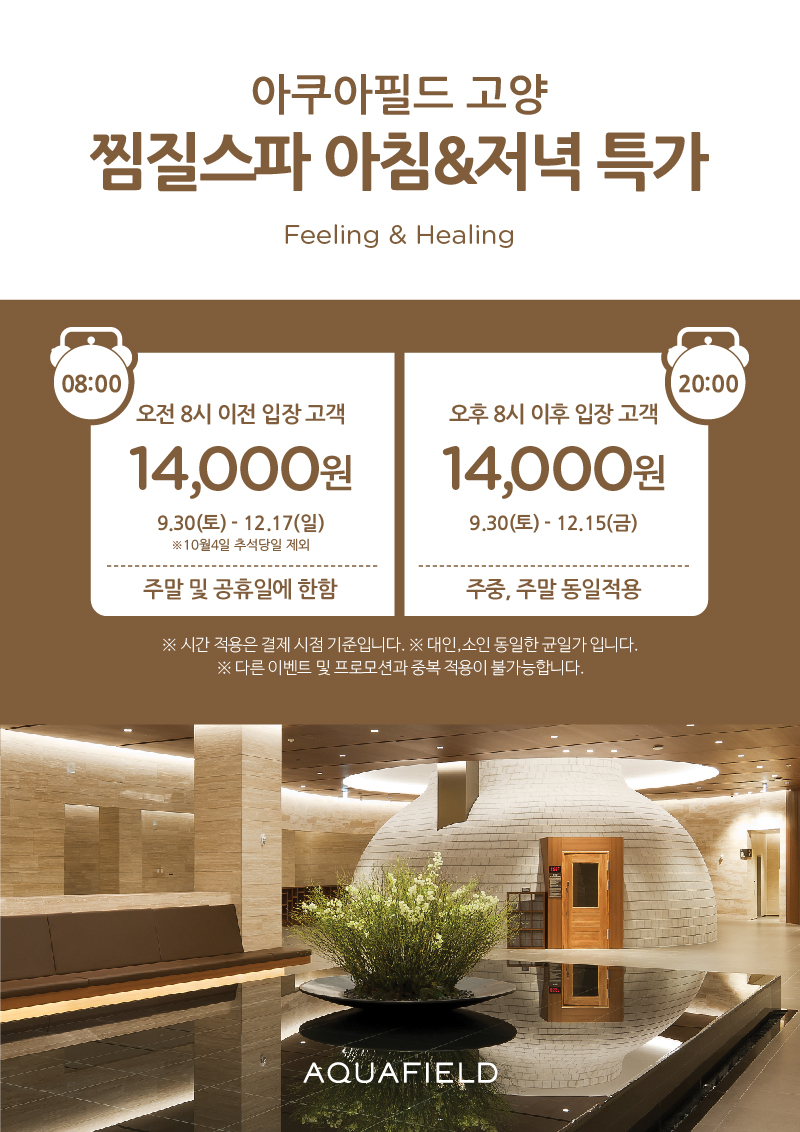 아쿠아필드 고양
찜질스파 아침&저녁 특가
Feeling & Healing
08:00
오전 8시 이전 입장 고객
14,000원
9.30(토) - 12.17(일)
※10월4일 추석당일 제외
주말 및 공휴일에 한함
20:00
오후 8시 이후 입장 고객
14,000원
9.30(토) - 12.15(금)
주중, 주말 동일적용
※ 시간 적용은 결제 시점 기준입니다. ※ 대인,소인 동일한 균일가 입니다.
※ 다른 이벤트 및 프로모션과 중복 적용이 불가능합니다.
AQUAFIELD